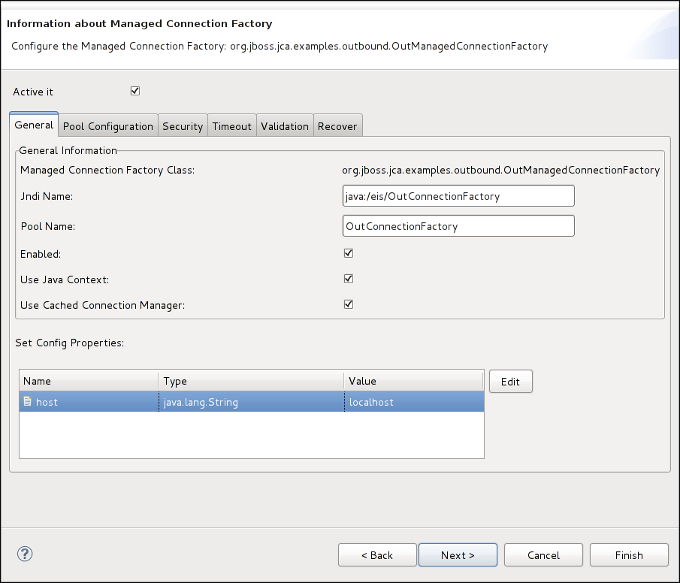 Information about Managed Connection Factory
Configure the Managed Connection Factory: org.jboss.jca.examples.outbound.OutManagedConnectionFactory
Active it
General Pool Configuration Security Timeout Validation Recover
General Information
Managed Connection Factory Class: org.jboss.jca.examples.outbound.OutManagedConnectionFactory
Jndi Name: java:/eis/OutConnectionFactory
Pool Name: OutConnectionFactory
Enabled:
Use Java Context:
Use Cached Connection Manager:
Set Config Properties:
Name Type Value Edit
host java.lang.String localhost
? < Back Next > Cancel Finish